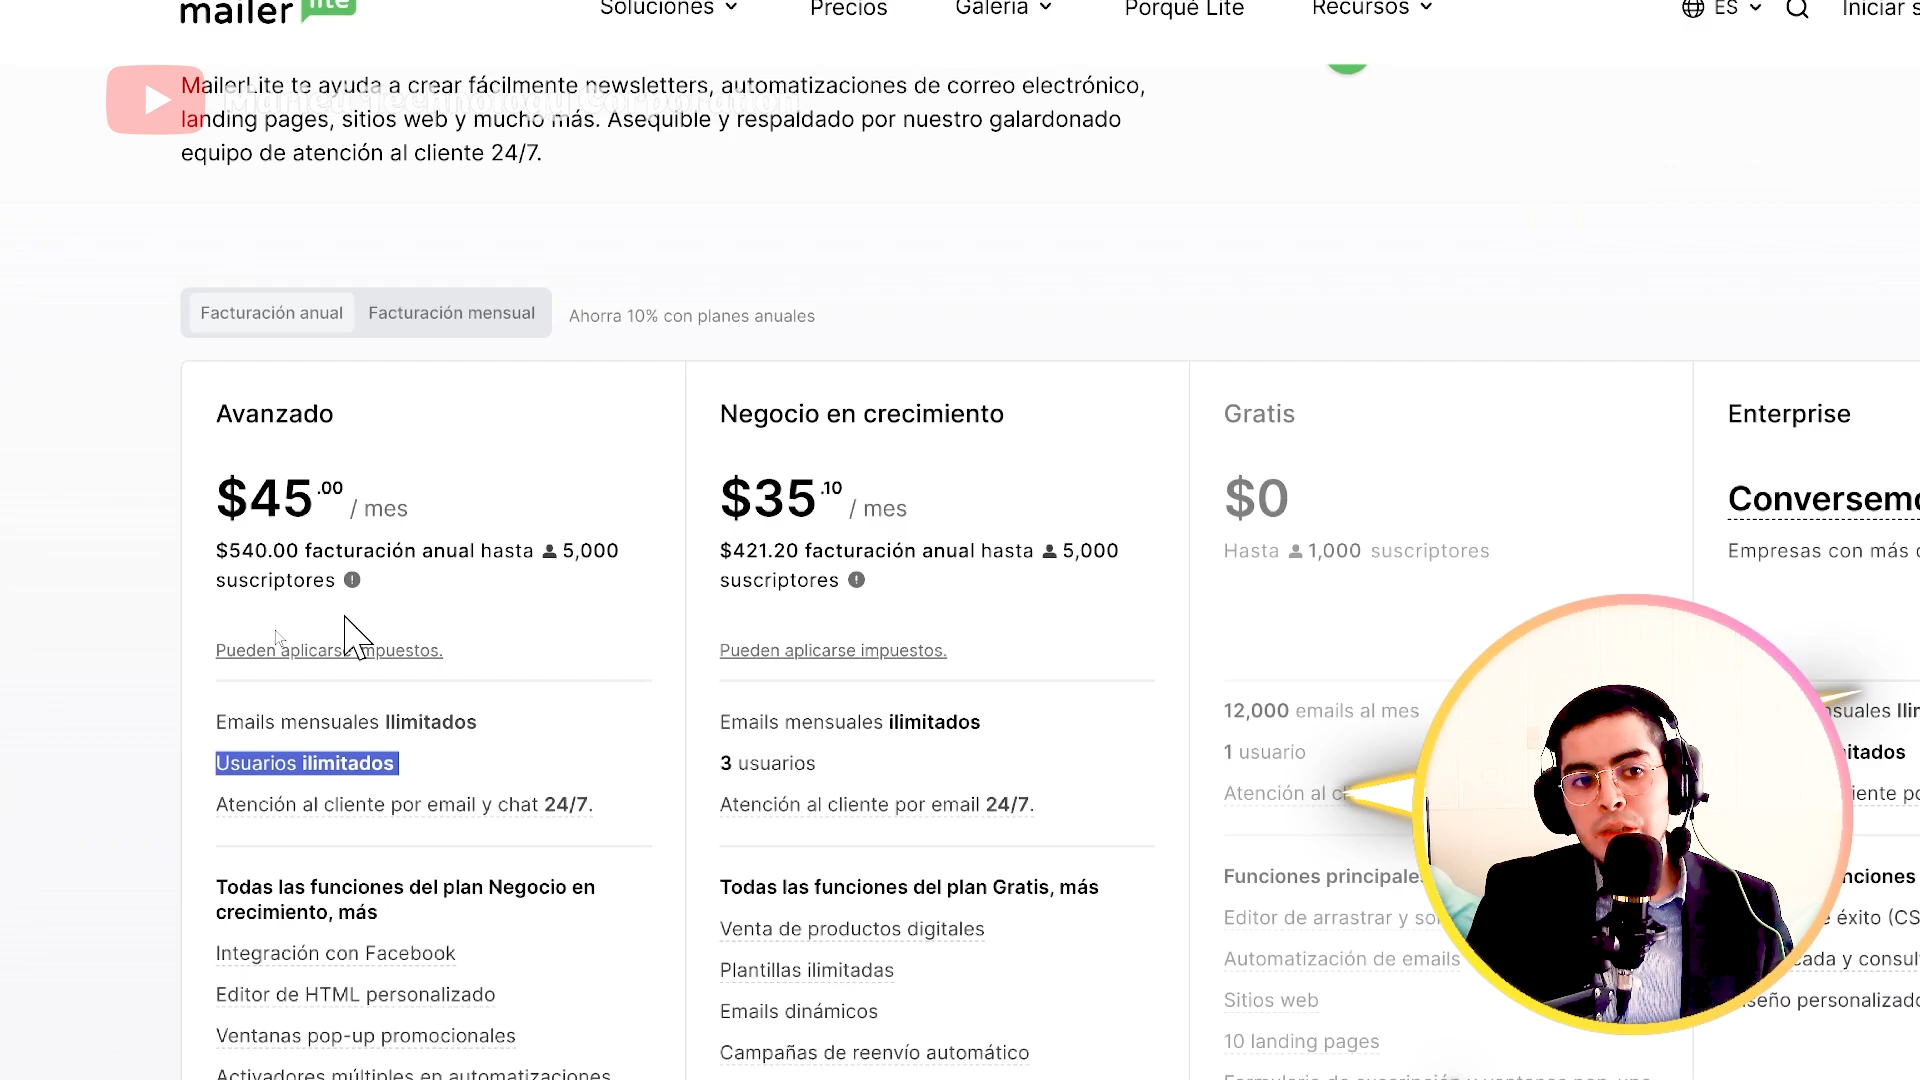 mailer lite
Soluciones
Precios
Galería
Porqué Lite
Recursos
ES
Iniciar s
MailerLite te ayuda a crear fácilmente newsletters, automatizaciones de correo electrónico,
landing pages, sitios web y mucho más. Asequible y respaldado por nuestro galardonado
equipo de atención al cliente 24/7.
Facturación anual
Facturación mensual
Ahorra 10% con planes anuales
Avanzado
$45.00 / mes
$540.00 facturación anual hasta 5,000
suscriptores
Pueden aplicarse impuestos.
Emails mensuales Ilimitados
Usuarios ilimitados
Atención al cliente por email y chat 24/7.
Todas las funciones del plan Negocio en
crecimiento, más
Integración con Facebook
Editor de HTML personalizado
Ventanas pop-up promocionales
Activadores múltiples en automatizaciones
Negocio en crecimiento
$35.10 / mes
$421.20 facturación anual hasta 5,000
suscriptores
Pueden aplicarse impuestos.
Emails mensuales ilimitados
3 usuarios
Atención al cliente por email 24/7.
Todas las funciones del plan Gratis, más
Venta de productos digitales
Plantillas ilimitadas
Emails dinámicos
Campañas de reenvío automático
Gratis
$0
Hasta 1,000 suscriptores
12,000 emails al mes
1 usuario
Atención al cl
Funciones principales
Editor de arrastrar y so
Automatización de emails
Sitios web
10 landing pages
Enterprise
Conversemo
Empresas con más